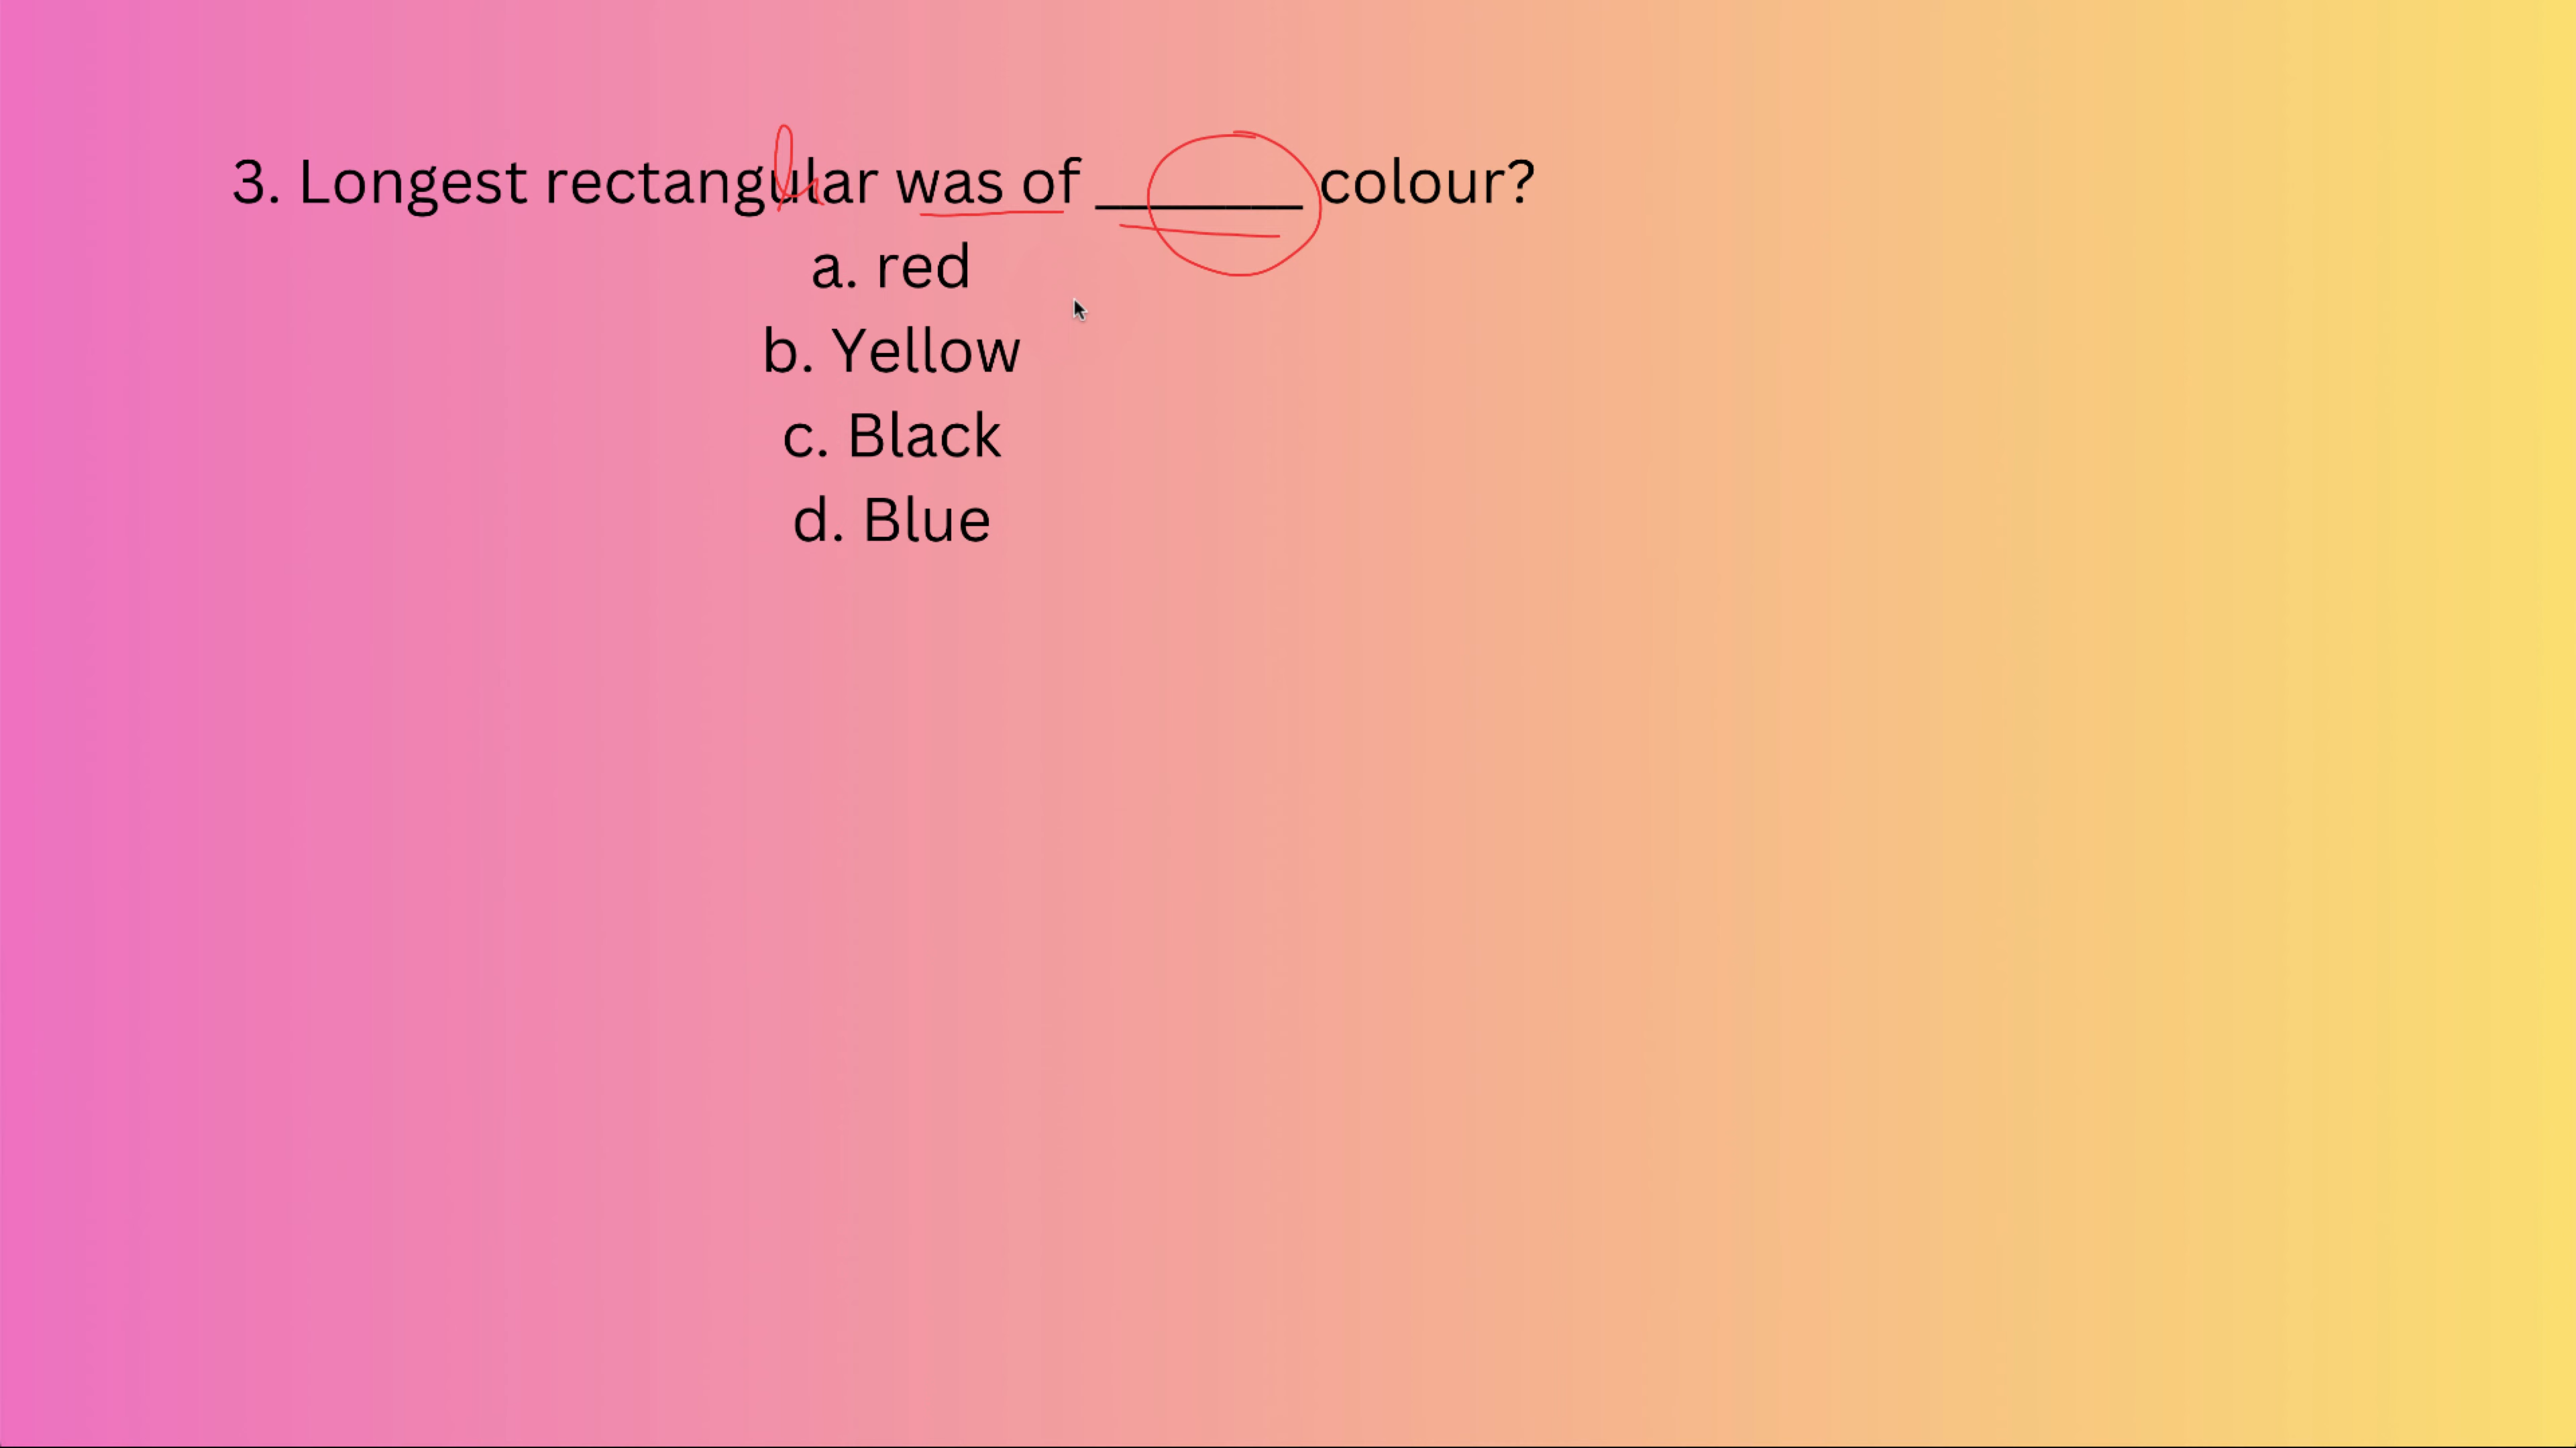 3. Longest rectangular was of ________ colour?
a. red
b. Yellow
c. Black
d. Blue